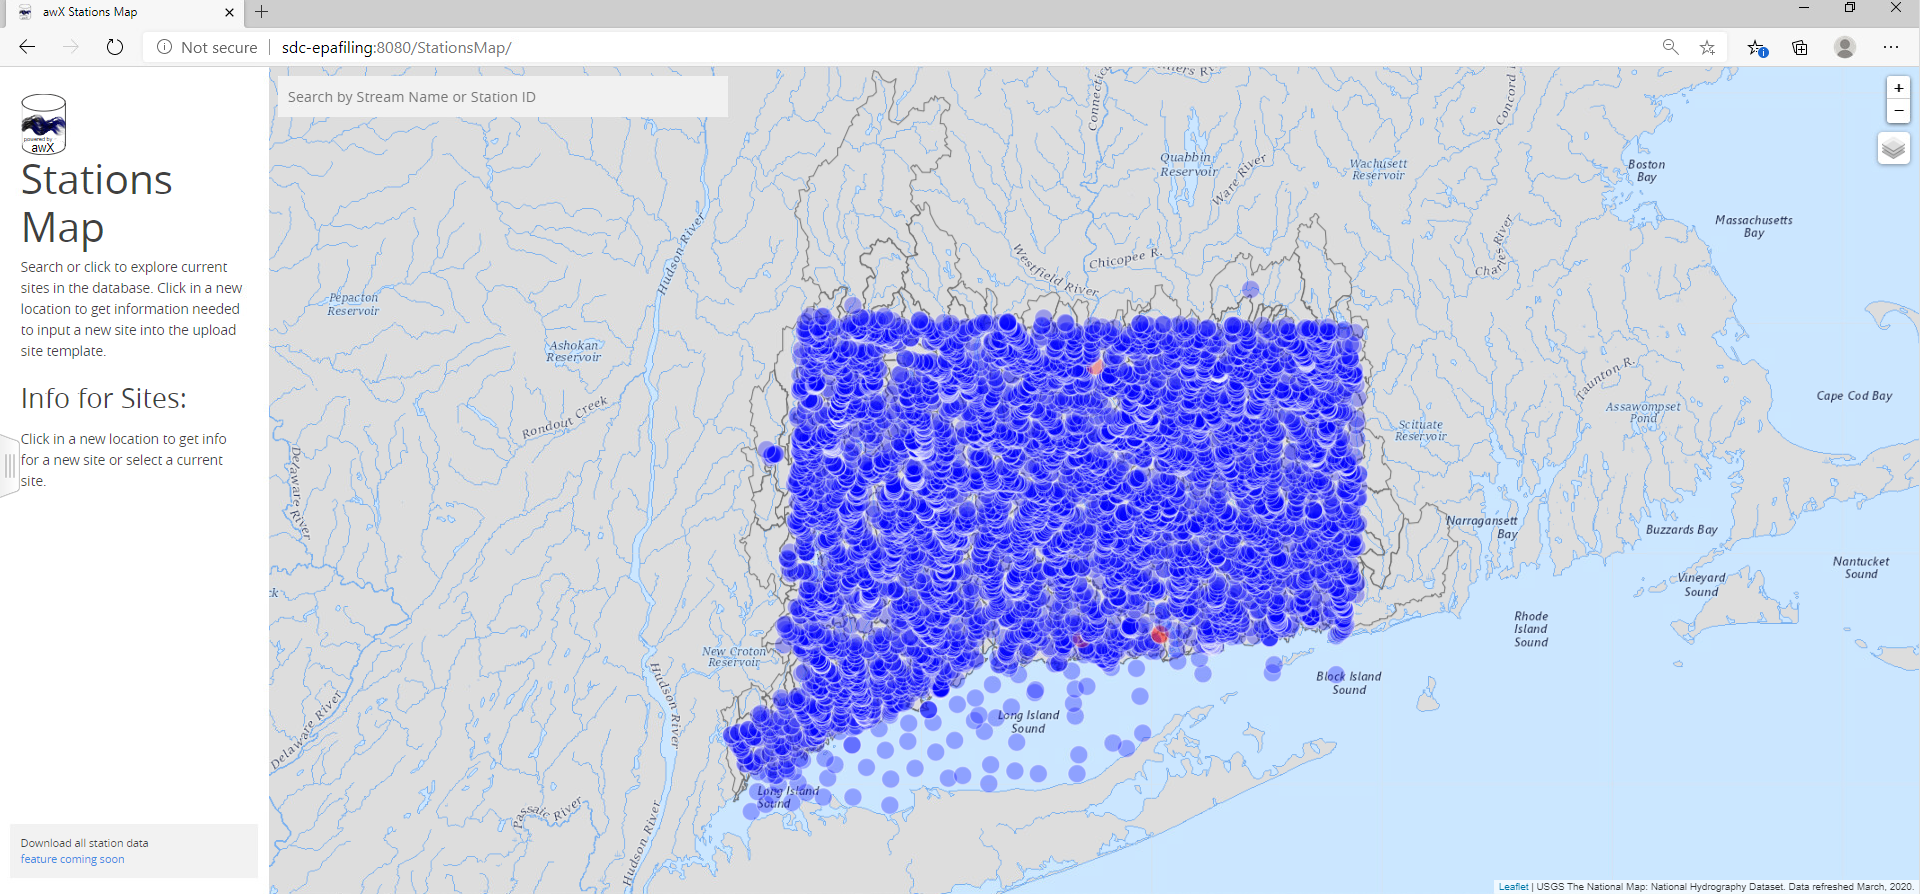 awX Stations Map
Not secure
sdc-epafiling:8080/StationsMap/
powered by
awX
Stations
Map
Search or click to explore current
sites in the database. Click in a new
location to get information needed
to input a new site into the upload
site template.
Info for Sites:
Click in a new location to get info
for a new site or select a current
site.
Download all station data
feature coming soon
Search by Stream Name or Station ID
+
−
Concord
Quabbin
Reservoir
Ware River
Wachusett
Reservoir
Boston
Bay
Massachusetts
Bay
Hudson River
Westfield River
Chicopee R.
Charles River
Pepacton
Reservoir
Ashokan
Reservoir
Rondout Creek
Taunton R.
Assawompset
Pond
Cape Cod Bay
Scituate
Reservoir
Delaware River
Narragansett
Bay
Buzzards Bay
Nantucket
Sound
Vineyard
Sound
Rhode
Island
Sound
New Croton
Reservoir
Block Island
Sound
Hudson River
Long Island
Sound
Delaware River
Long Island
Sound
Passaic River
Hudson River
Leaflet | USGS The National Map: National Hydrography Dataset. Data refreshed March, 2020.